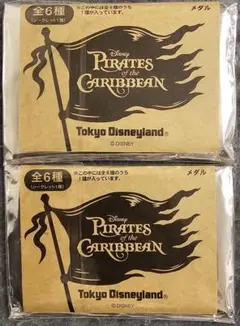 全6種
(シークレット1種)
※この中には全6種のうち
1種が入っています。
メダル
Disney
PIRATES
of the
CARIBBEAN
Tokyo Disneyland®
©DISNEY
全6種
(シークレット1種)
※この中には全6種のうち
1種が入っています。
メダル
Disney
PIRATES
of the
CARIBBEAN
Tokyo Disneyland®
©DISNEY